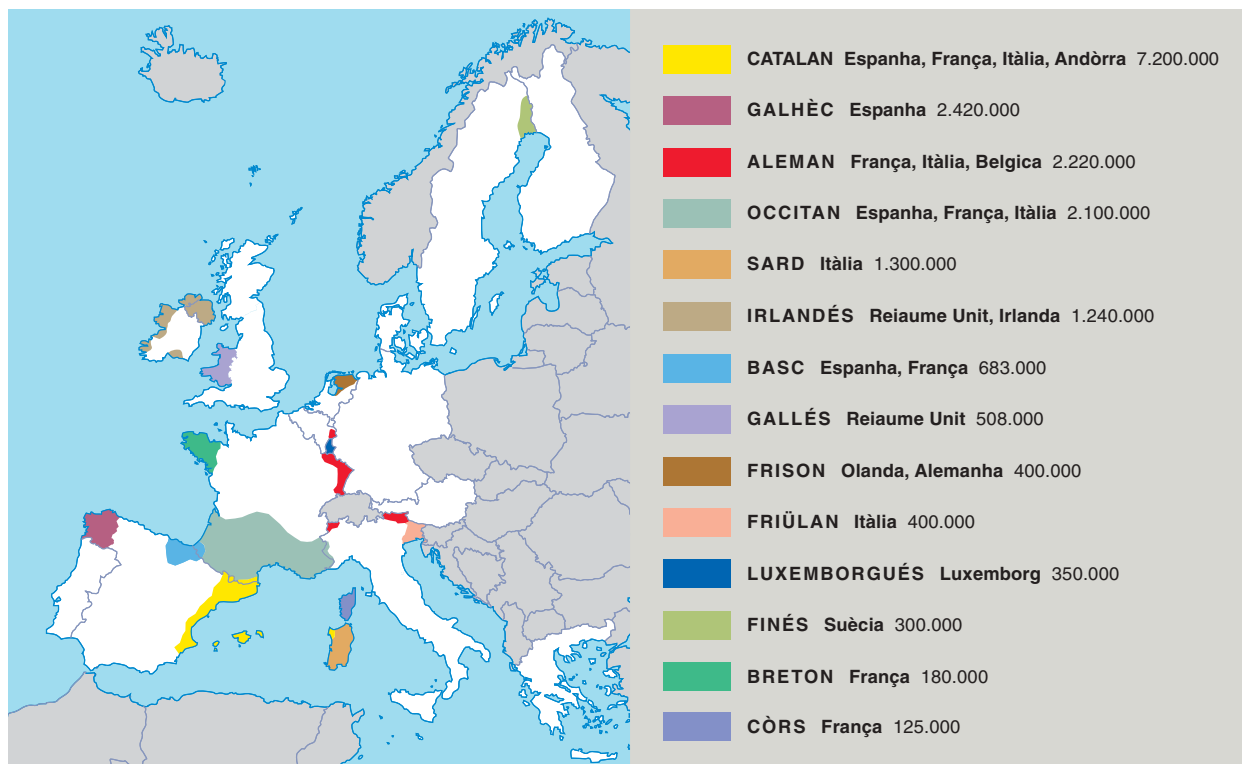 CATALAN Espanha, França, Itàlia, Andòrra 7.200.000
GALHÈC Espanha 2.420.000
ALEMAN França, Itàlia, Belgica 2.220.000
OCCITAN Espanha, França, Itàlia 2.100.000
SARD Itàlia 1.300.000
IRLANDÉS Reiaume Unit, Irlanda 1.240.000
BASC Espanha, França 683.000
GALLÉS Reiaume Unit 508.000
FRISON Olanda, Alemanha 400.000
FRIÜLAN Itàlia 400.000
LUXEMBORGUÉS Luxemborg 350.000
FINÉS Suècia 300.000
BRETON França 180.000
CÒRS França 125.000